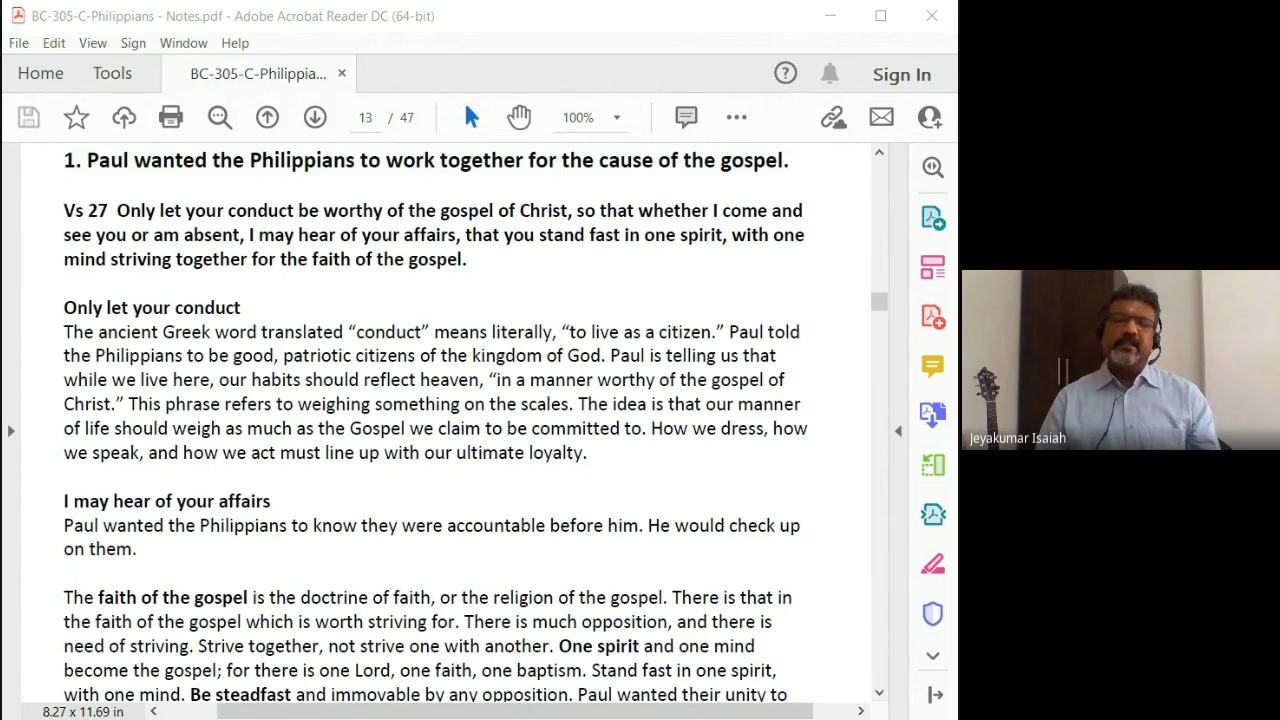 BC-305-C-Philippians - Notes.pdf - Adobe Acrobat Reader DC (64-bit)
File Edit View Sign Window Help
Home Tools BC-305-C-Philippia... × Sign In
13 / 47 100%
1. Paul wanted the Philippians to work together for the cause of the gospel.
Vs 27 Only let your conduct be worthy of the gospel of Christ, so that whether I come and
see you or am absent, I may hear of your affairs, that you stand fast in one spirit, with one
mind striving together for the faith of the gospel.
Only let your conduct
The ancient Greek word translated “conduct” means literally, “to live as a citizen.” Paul told
the Philippians to be good, patriotic citizens of the kingdom of God. Paul is telling us that
while we live here, our habits should reflect heaven, “in a manner worthy of the gospel of
Christ.” This phrase refers to weighing something on the scales. The idea is that our manner
of life should weigh as much as the Gospel we claim to be committed to. How we dress, how
we speak, and how we act must line up with our ultimate loyalty.
Jeyakumar Isaiah
I may hear of your affairs
Paul wanted the Philippians to know they were accountable before him. He would check up
on them.
The faith of the gospel is the doctrine of faith, or the religion of the gospel. There is that in
the faith of the gospel which is worth striving for. There is much opposition, and there is
need of striving. Strive together, not strive one with another. One spirit and one mind
become the gospel; for there is one Lord, one faith, one baptism. Stand fast in one spirit,
with one mind. Be steadfast and immovable by any opposition. Paul wanted their unity to
8.27 x 11.69 in